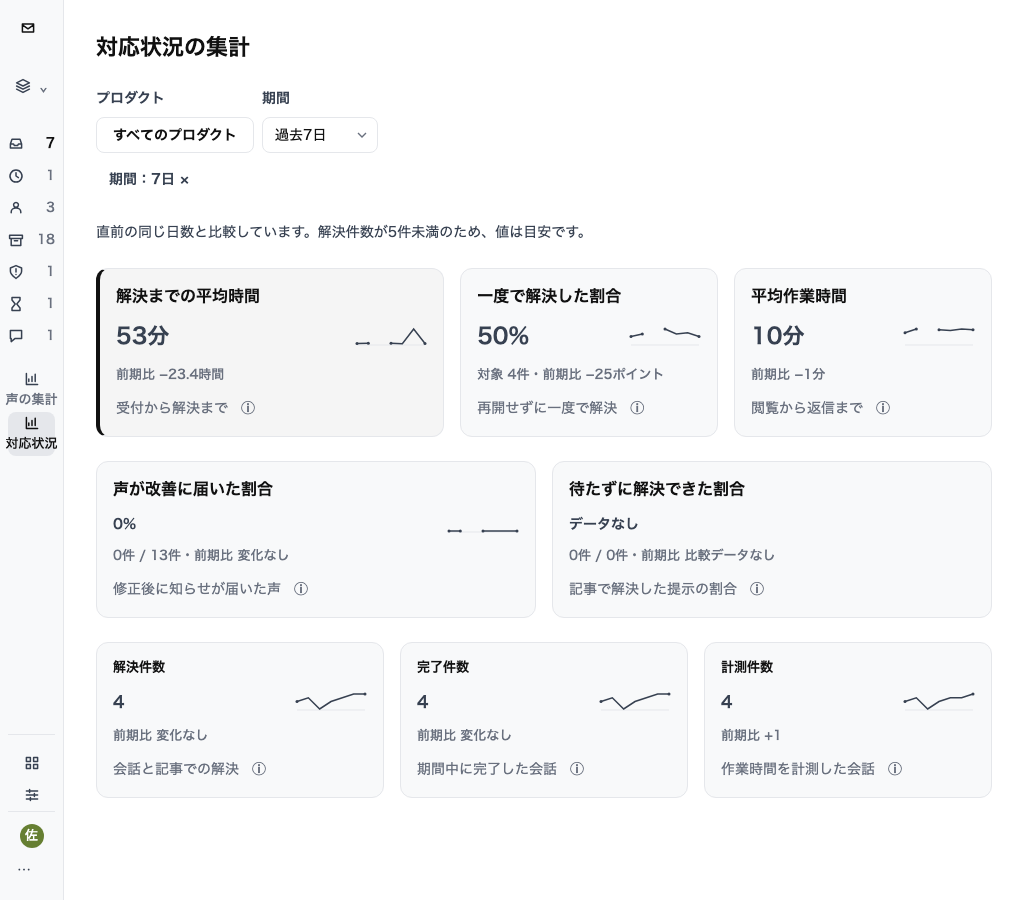 対応状況の集計
プロダクト
期間
すべてのプロダクト
過去7日
期間：7日 ×
直前の同じ日数と比較しています。解決件数が5件未満のため、値は目安です。
7
1
3
18
1
1
1
声の集計
対応状況
佐
…
解決までの平均時間
53分
前期比 −23.4時間
受付から解決まで ⓘ
一度で解決した割合
50%
対象 4件・前期比 −25ポイント
再開せずに一度で解決 ⓘ
平均作業時間
10分
前期比 −1分
閲覧から返信まで ⓘ
声が改善に届いた割合
0%
0件 / 13件・前期比 変化なし
修正後に知らせが届いた声 ⓘ
待たずに解決できた割合
データなし
0件 / 0件・前期比 比較データなし
記事で解決した提示の割合 ⓘ
解決件数
4
前期比 変化なし
会話と記事での解決 ⓘ
完了件数
4
前期比 変化なし
期間中に完了した会話 ⓘ
計測件数
4
前期比 +1
作業時間を計測した会話 ⓘ